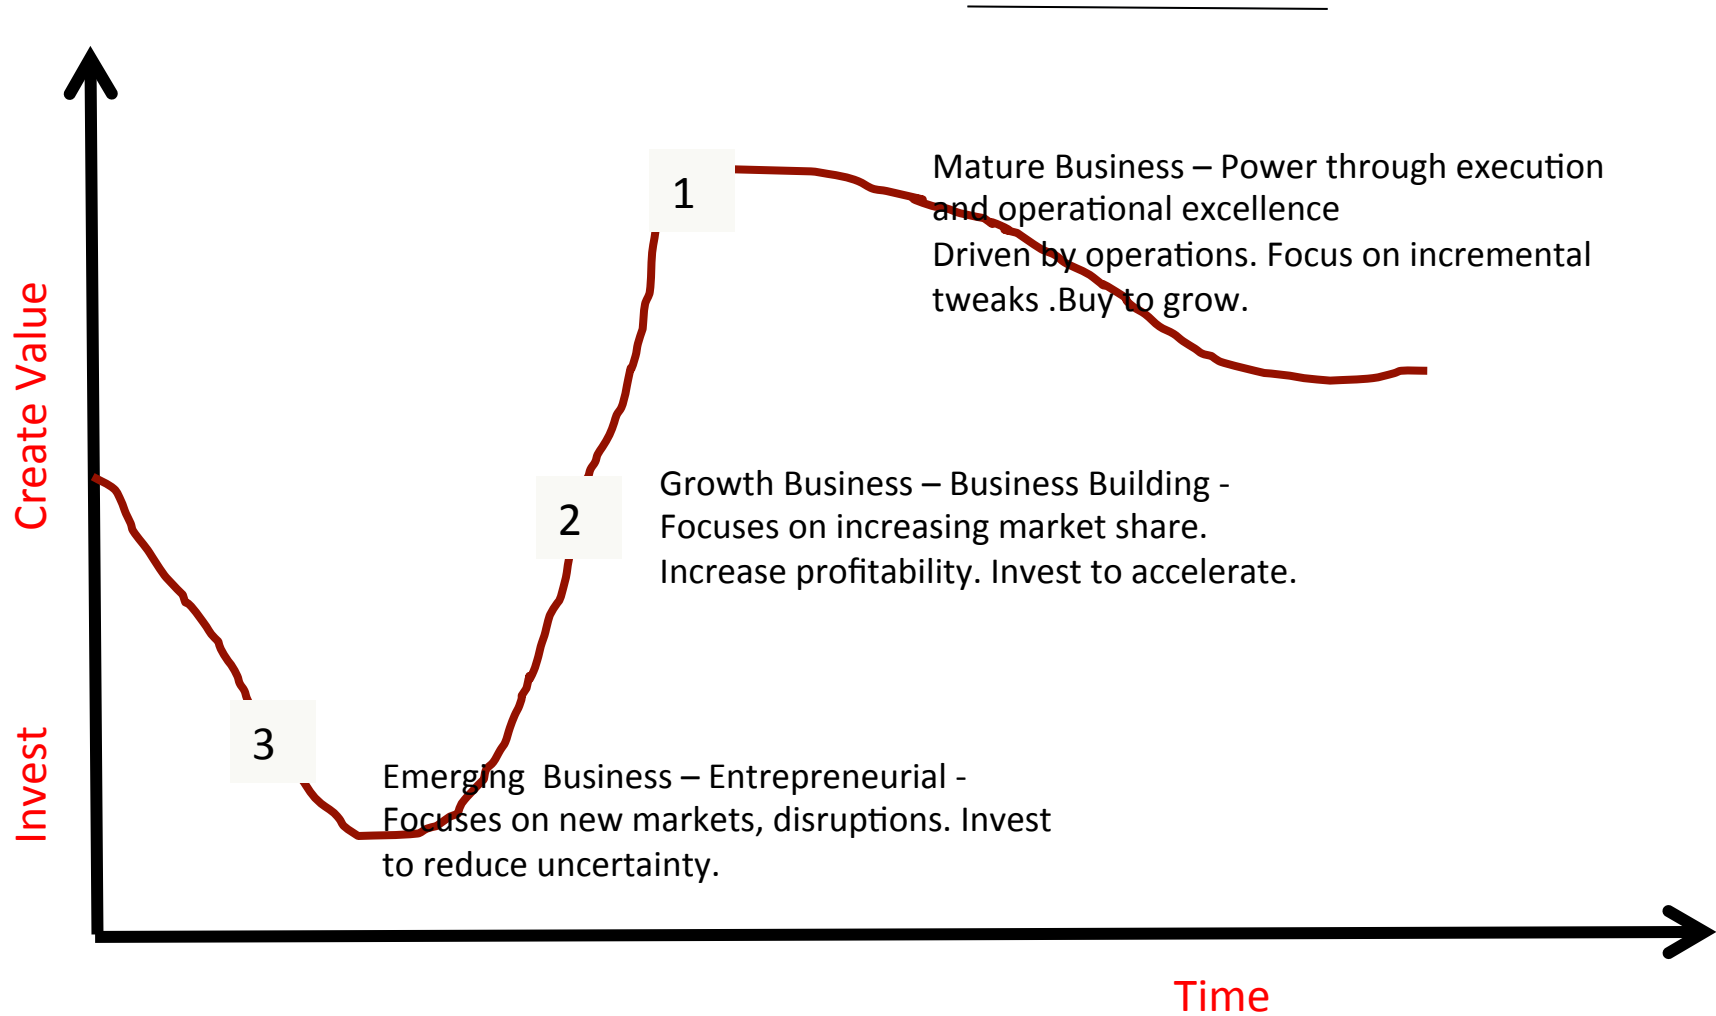 1
Mature Business – Power through execution
and operational excellence
Driven by operations. Focus on incremental
tweaks .Buy to grow.
Create Value
2
Growth Business – Business Building -
Focuses on increasing market share.
Increase profitability. Invest to accelerate.
3
Invest
Emerging  Business – Entrepreneurial -
Focuses on new markets, disruptions. Invest
to reduce uncertainty.
Time